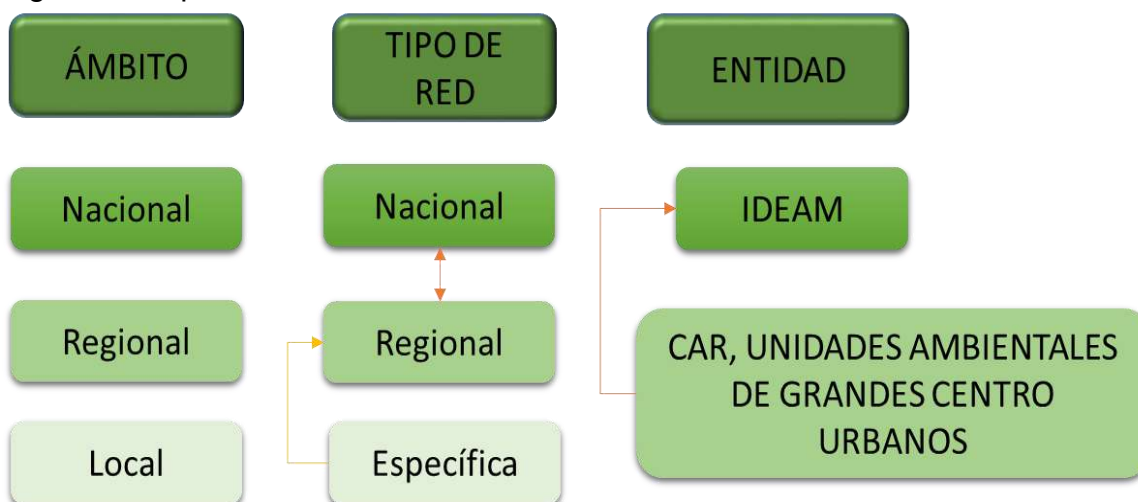 ÁMBITO
TIPO DE
RED
ENTIDAD
Nacional
Nacional
IDEAM
Regional
Regional
CAR, UNIDADES AMBIENTALES
DE GRANDES CENTRO
URBANOS
Local
Específica